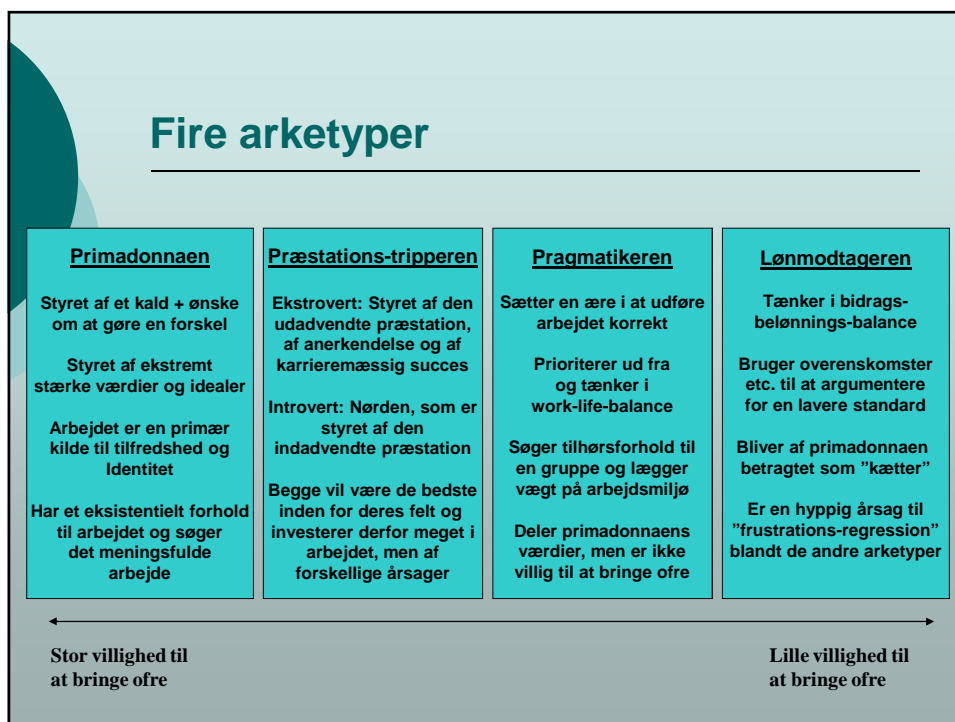 Fire arketyper
Primadonnaen
Styret af et kald + ønske
om at gøre en forskel
Styret af ekstremt
stærke værdier og idealer
Arbejdet er en primær
kilde til tilfredshed og
Identitet
Har et eksistentielt forhold
til arbejdet og søger
det meningsfulde
arbejde
Præstations-tripperen
Ekstrovert: Styret af den
udadvendte præstation,
af anerkendelse og af
karrieremæssig succes
Introvert: Nørden, som er
styret af den
indadvendte præstation
Begge vil være de bedste
inden for deres felt og
investerer derfor meget i
arbejdet, men af
forskellige årsager
Pragmatikeren
Sætter en ære i at udføre
arbejdet korrekt
Prioriterer ud fra
og tænker i
work-life-balance
Søger tilhørsforhold til
en gruppe og lægger
vægt på arbejdsmiljø
Deler primadonnaens
værdier, men er ikke
villig til at bringe ofre
Lønmodtageren
Tænker i bidrags-
belønnings-balance
Bruger overenskomster
etc. til at argumentere
for en lavere standard
Bliver af primadonnaen
betragtet som ”kætter”
Er en hyppig årsag til
”frustrations-regression”
blandt de andre arketyper
Stor villighed til
at bringe ofre
Lille villighed til
at bringe ofre